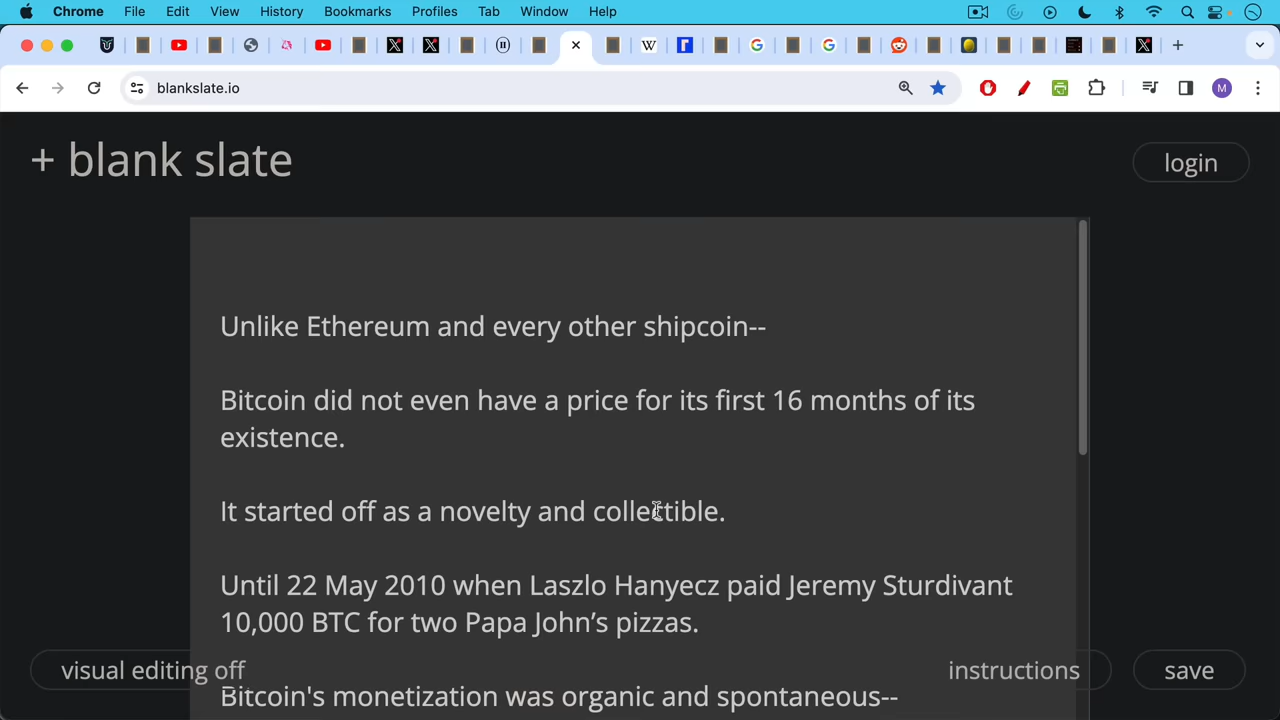 Chrome File Edit View History Bookmarks Profiles Tab Window Help
blankslate.io
M
+ blank slate
login
Unlike Ethereum and every other shipcoin--
Bitcoin did not even have a price for its first 16 months of its
existence.
It started off as a novelty and collectible.
Until 22 May 2010 when Laszlo Hanyecz paid Jeremy Sturdivant
10,000 BTC for two Papa John’s pizzas.
visual editing off
instructions
save
Bitcoin's monetization was organic and spontaneous--